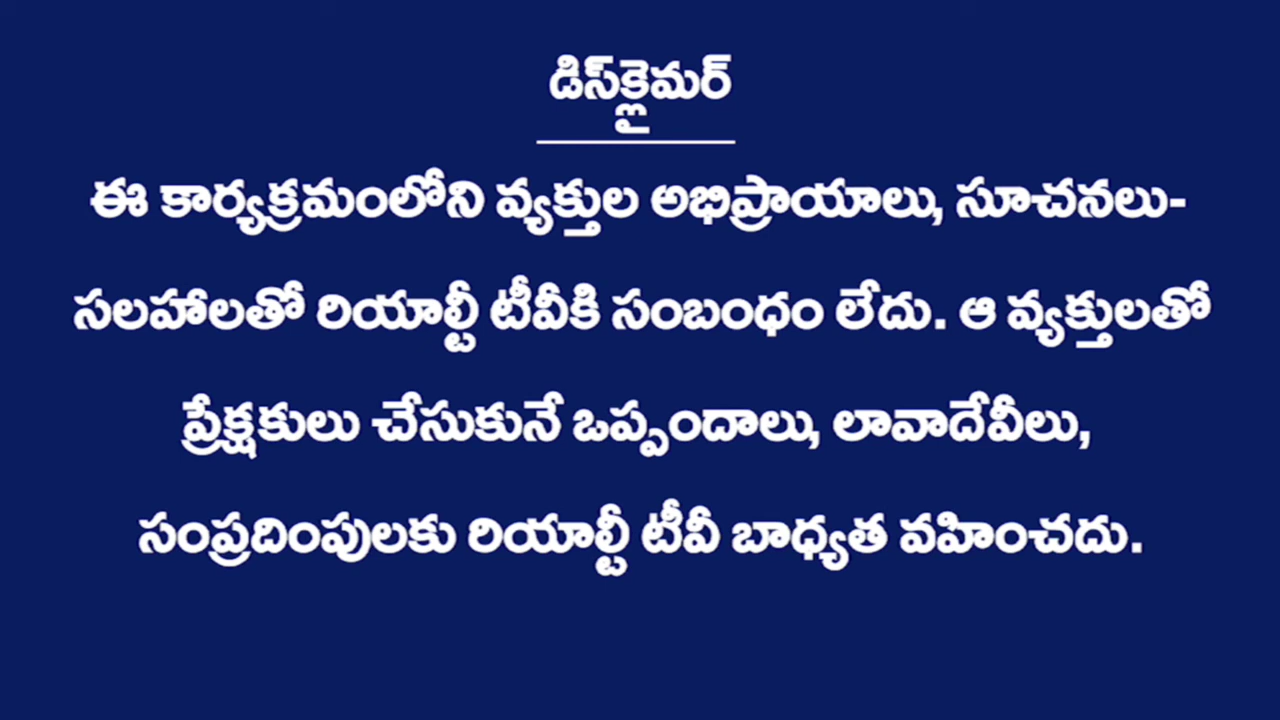 డిస్‌క్లైమర్
ఈ కార్యక్రమంలోని వ్యక్తుల అభిప్రాయాలు, సూచనలు-
సలహాలతో రియాల్టీ టీవీకి సంబంధం లేదు. ఆ వ్యక్తులతో
ప్రేక్షకులు చేసుకునే ఒప్పందాలు, లావాదేవీలు,
సంప్రదింపులకు రియాల్టీ టీవీ బాధ్యత వహించదు.